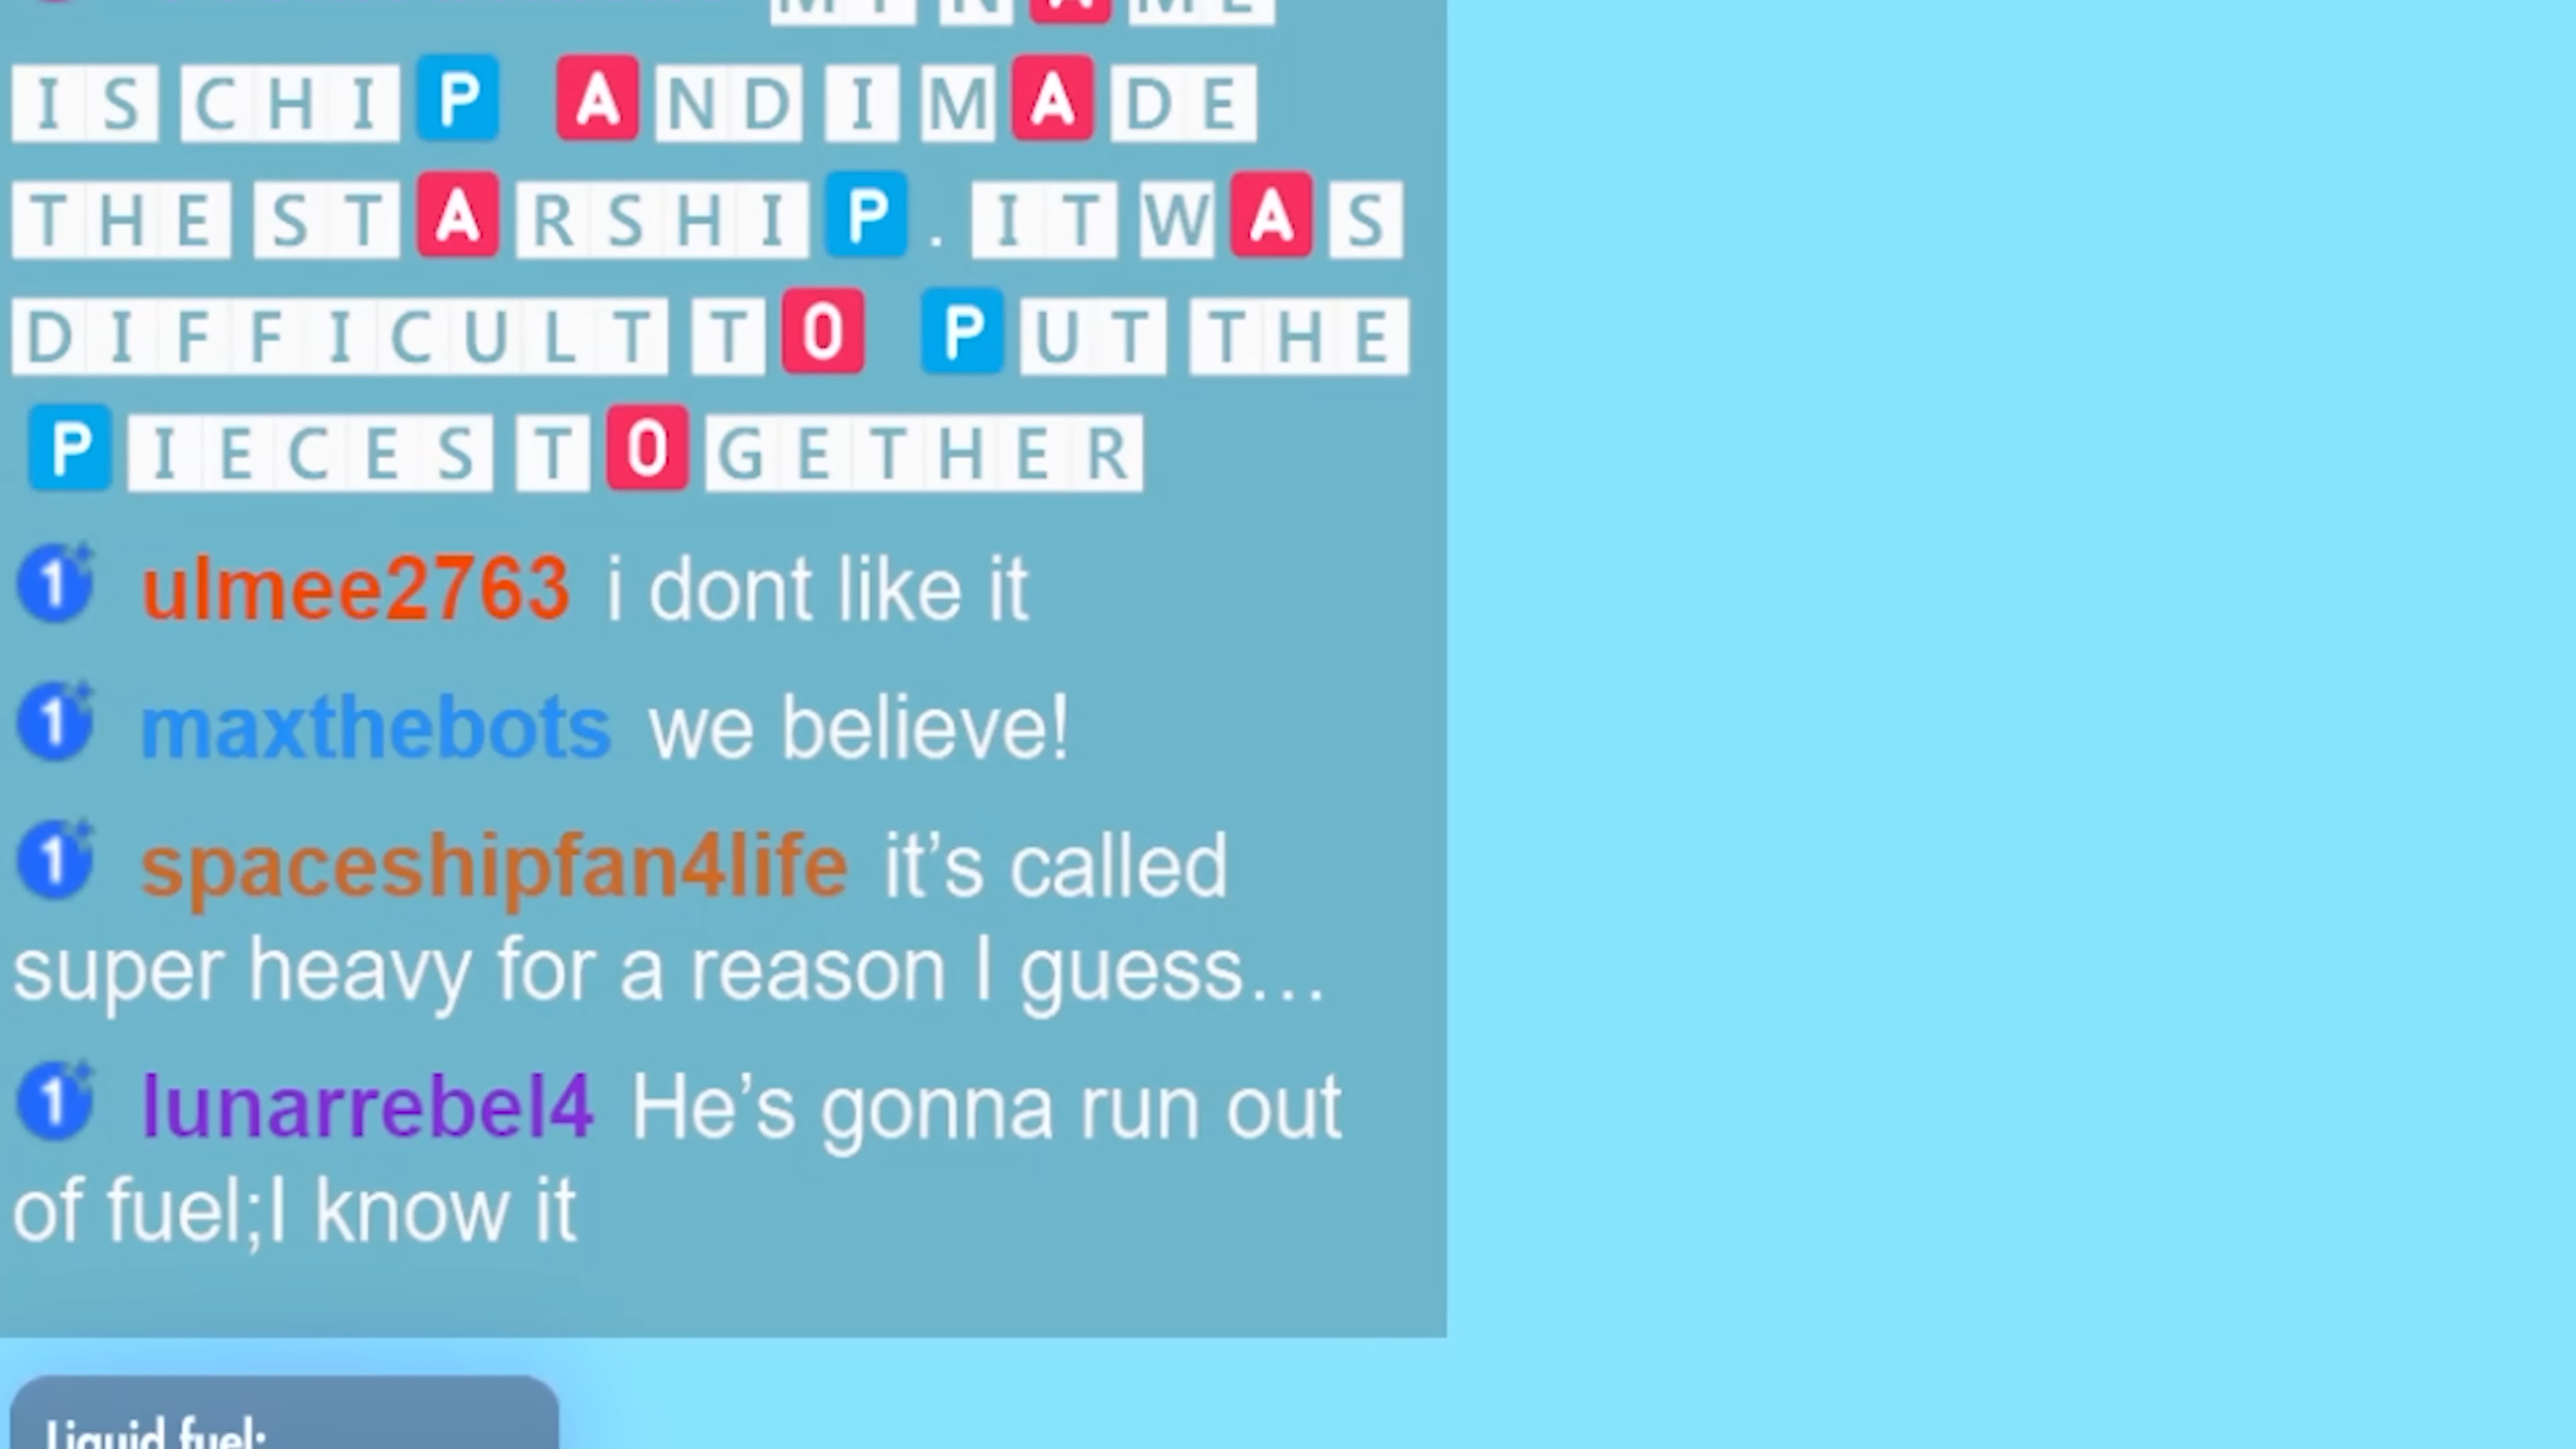 MY NAME
IS CHIP AND I MADE
THE STARSHIP. IT WAS
DIFFICULT TO PUT THE
PIECES TOGETHER
ulmee2763 i dont like it
maxthebots we believe!
spaceshipfan4life it’s called
super heavy for a reason I guess…
lunarrebel4 He’s gonna run out
of fuel;I know it
Liquid fuel: